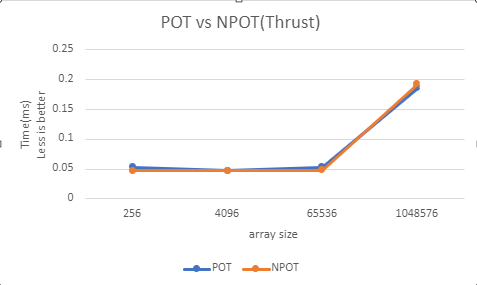 POT vs NPOT(Thrust)
0.25
0.2
0.15
0.1
0.05
0
Time(ms)
Less is better
256 4096 65536 1048576
array size
POT NPOT